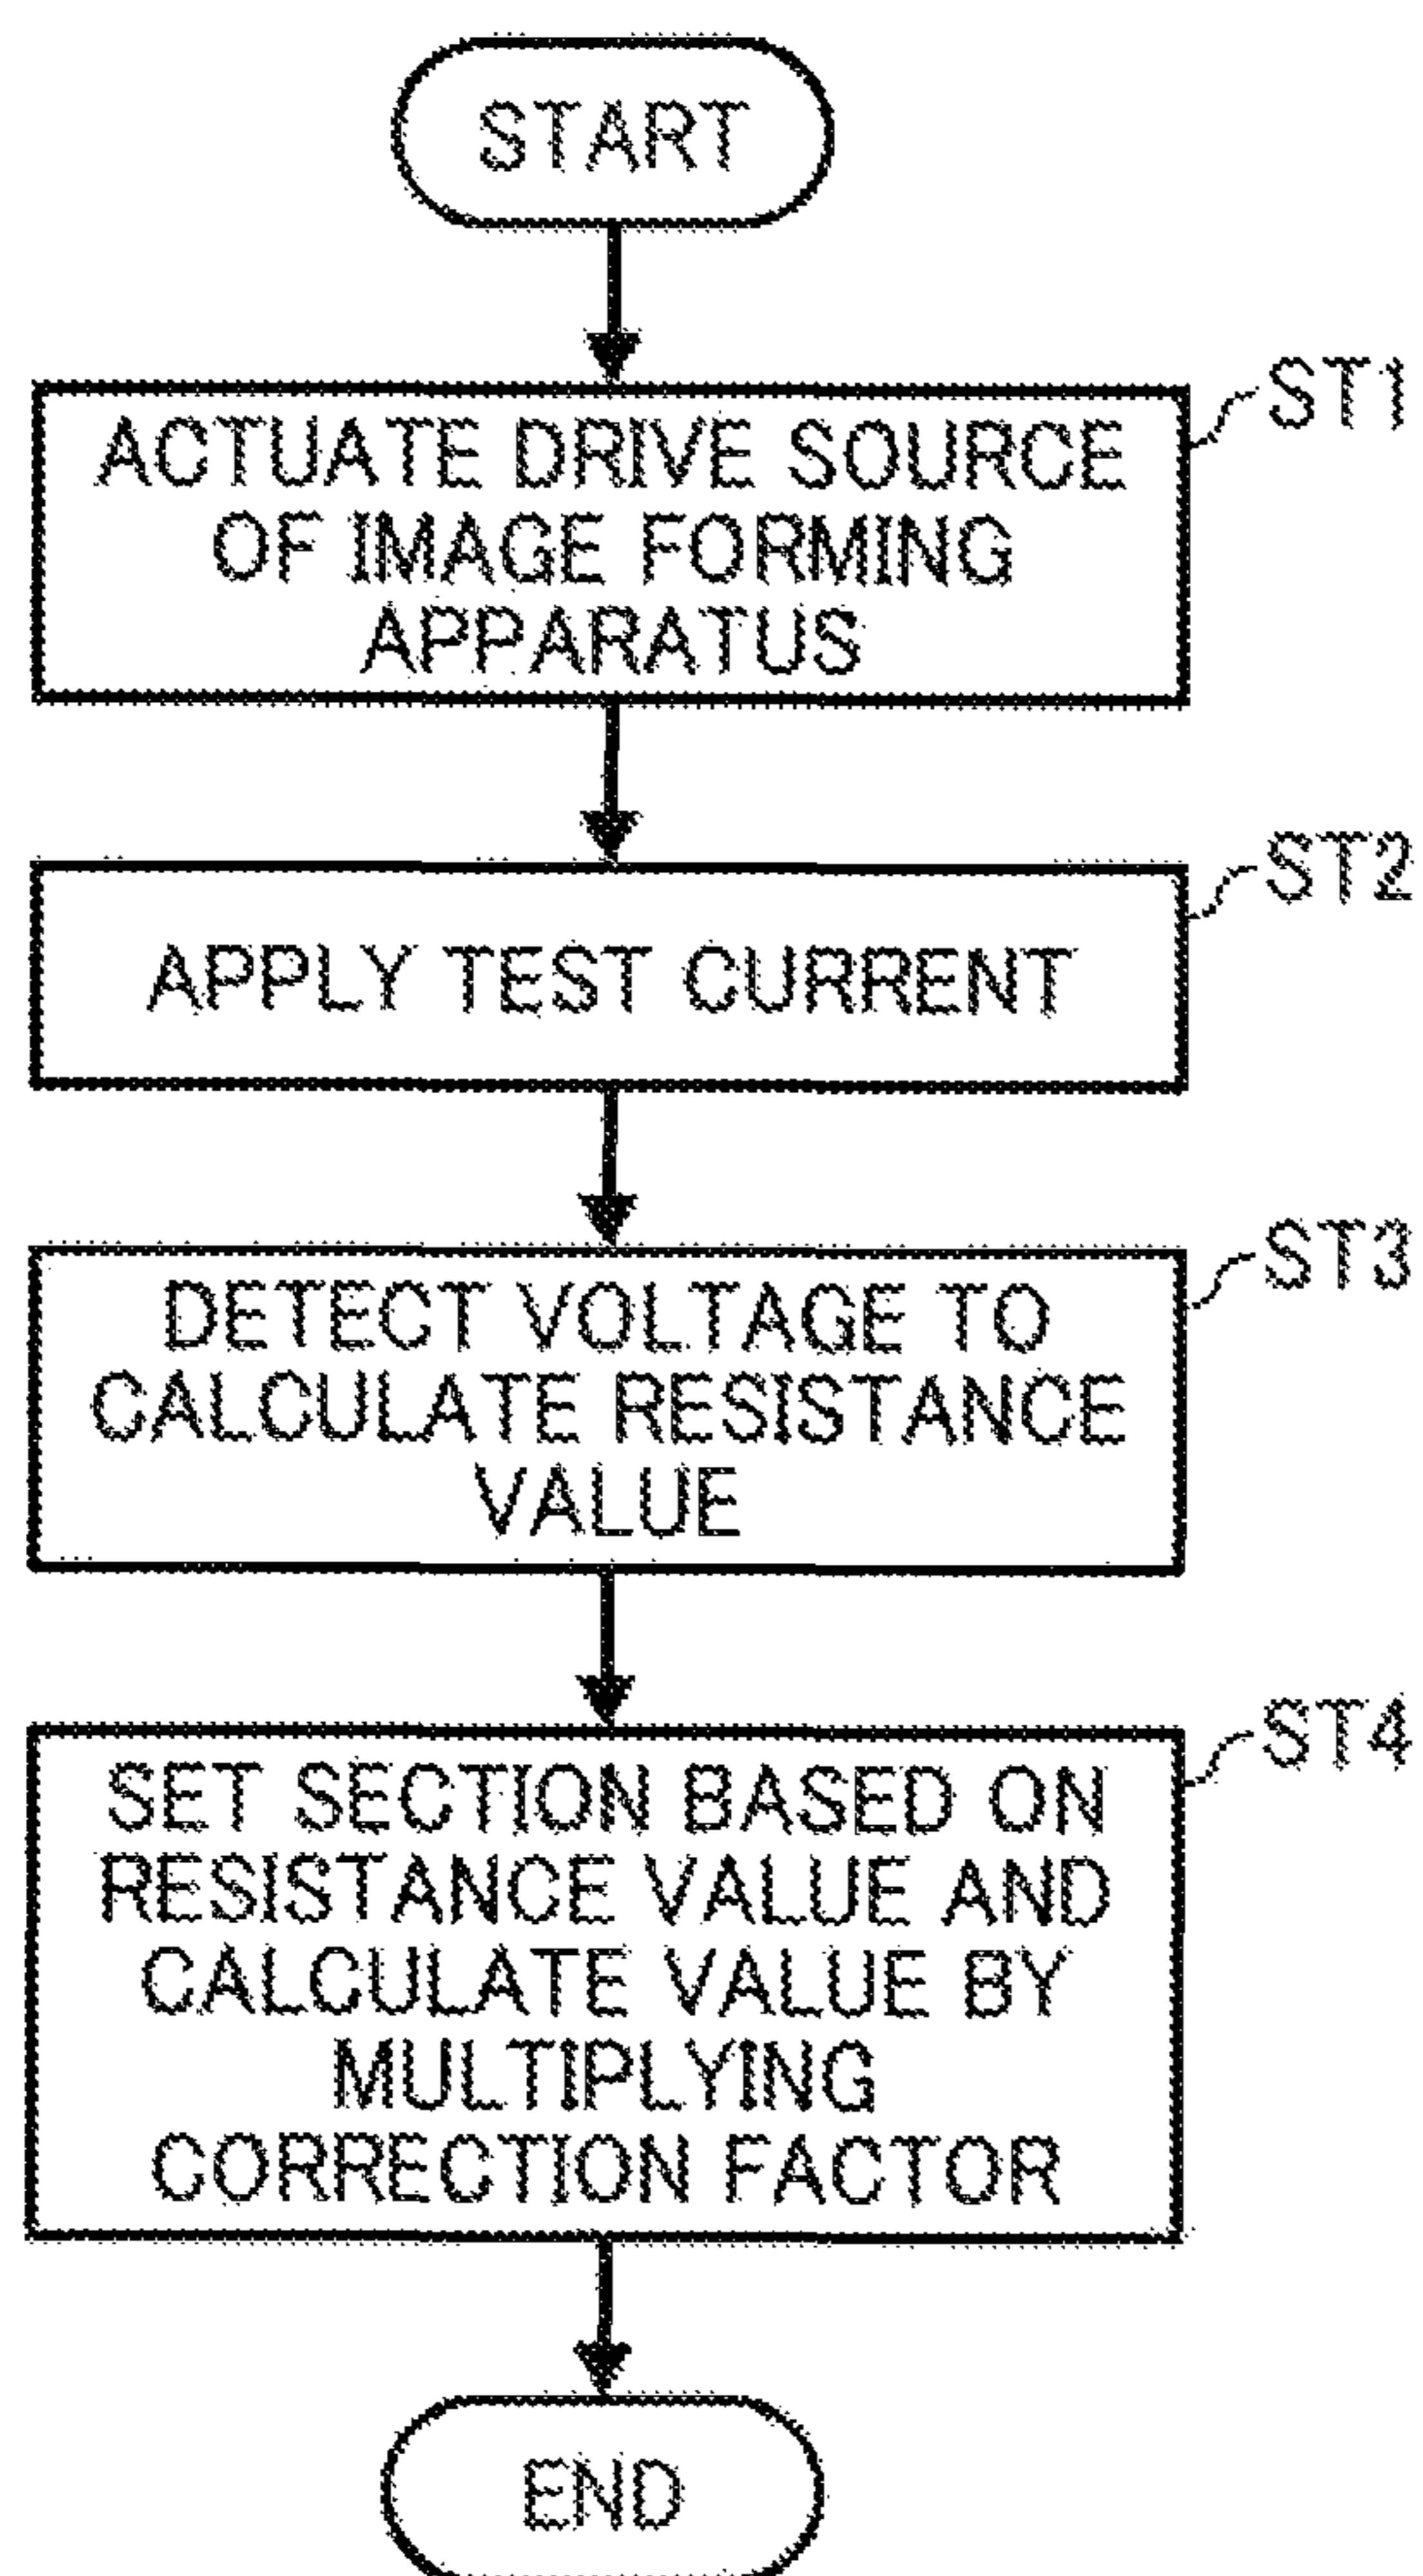 START
ST1
ACTUATE DRIVE SOURCE
OF IMAGE FORMING
APPARATUS
ST2
APPLY TEST CURRENT
ST3
DETECT VOLTAGE TO
CALCULATE RESISTANCE
VALUE
ST4
SET SECTION BASED ON
RESISTANCE VALUE AND
CALCULATE VALUE BY
MULTIPLYING
CORRECTION FACTOR
END